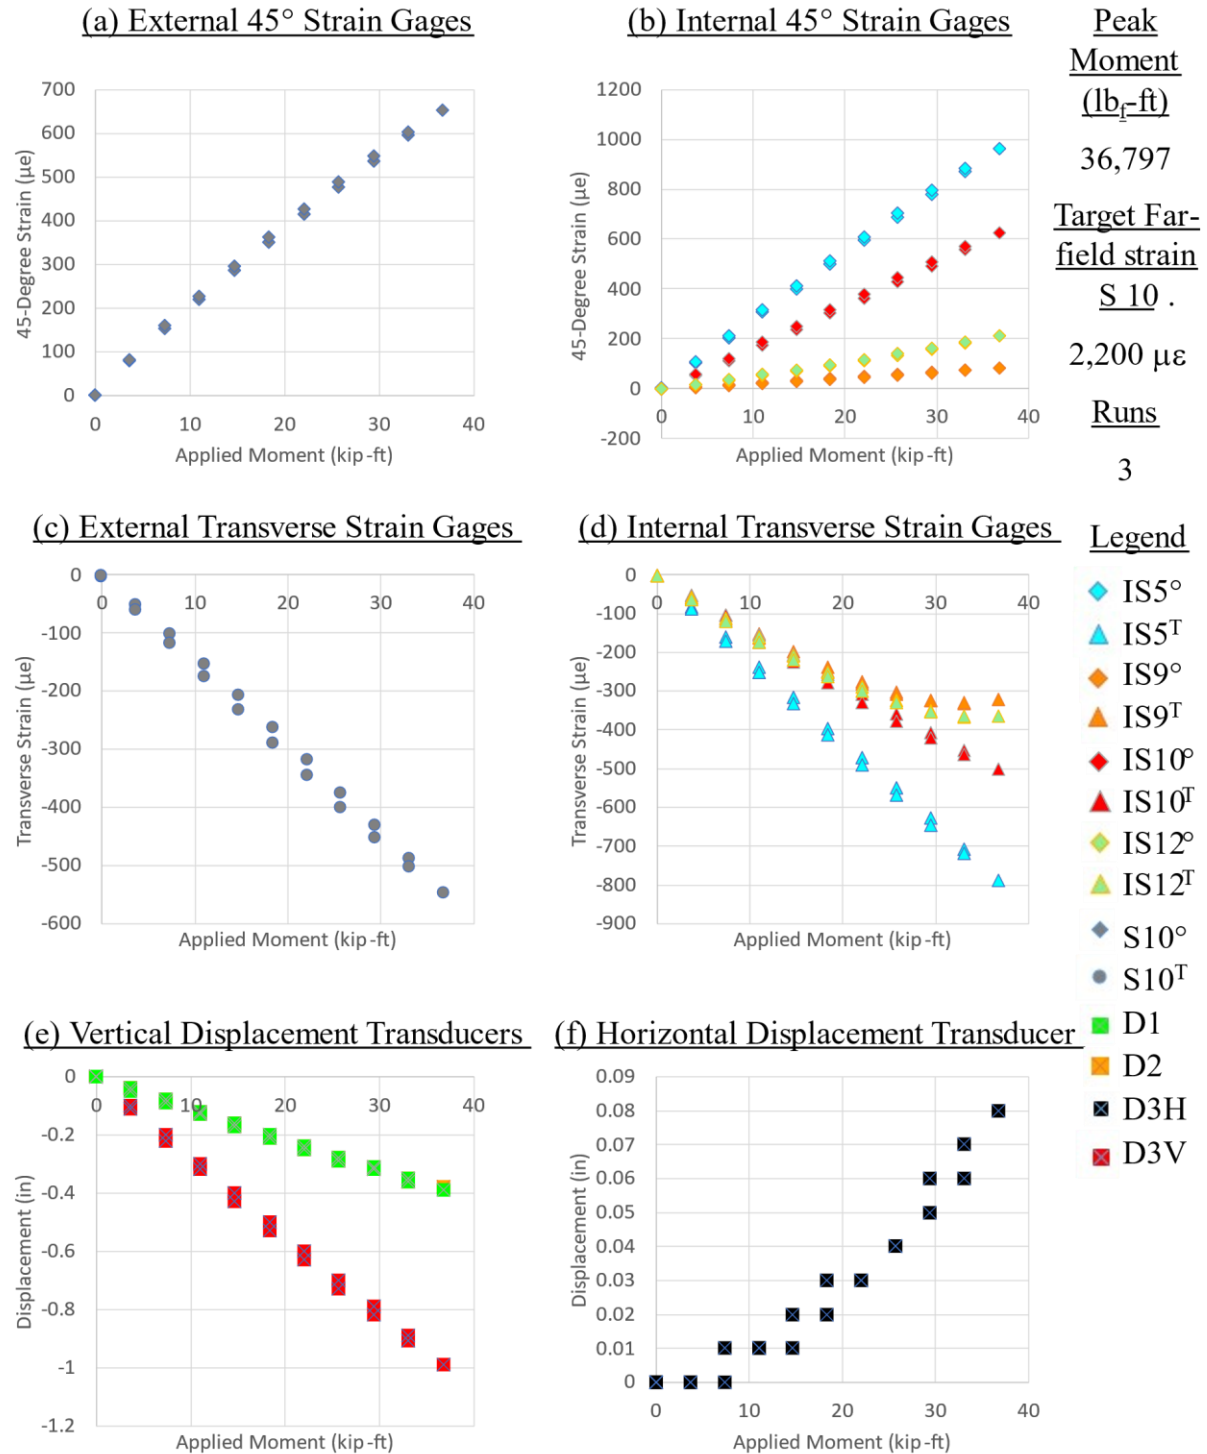 (a) External 45° Strain Gages
(b) Internal 45° Strain Gages
Peak
Moment
(lbf-ft)
36,797
Target Far-
field strain
S 10 .
2,200 µε
Runs
3
700
600
500
400
300
200
100
0
0 10 20 30 40
45-Degree Strain (µe)
Applied Moment (kip-ft)
1200
1000
800
600
400
200
0
-200
0 10 20 30 40
45-Degree Strain (µe)
Applied Moment (kip-ft)
(c) External Transverse Strain Gages
(d) Internal Transverse Strain Gages
0
-100
-200
-300
-400
-500
-600
0 10 20 30 40
Transverse Strain (µe)
Applied Moment (kip-ft)
0
-100
-200
-300
-400
-500
-600
-700
-800
-900
0 10 20 30 40
Transverse Strain (µe)
Applied Moment (kip-ft)
Legend
IS5°
IS5T
IS9°
IS9T
IS10°
IS10T
IS12°
IS12T
S10°
S10T
D1
D2
D3H
D3V
(e) Vertical Displacement Transducers
(f) Horizontal Displacement Transducer
0
-0.2
-0.4
-0.6
-0.8
-1
-1.2
0 10 20 30 40
Displacement (in)
Applied Moment (kip-ft)
0.09
0.08
0.07
0.06
0.05
0.04
0.03
0.02
0.01
0
0 10 20 30 40
Displacement (in)
Applied Moment (kip-ft)